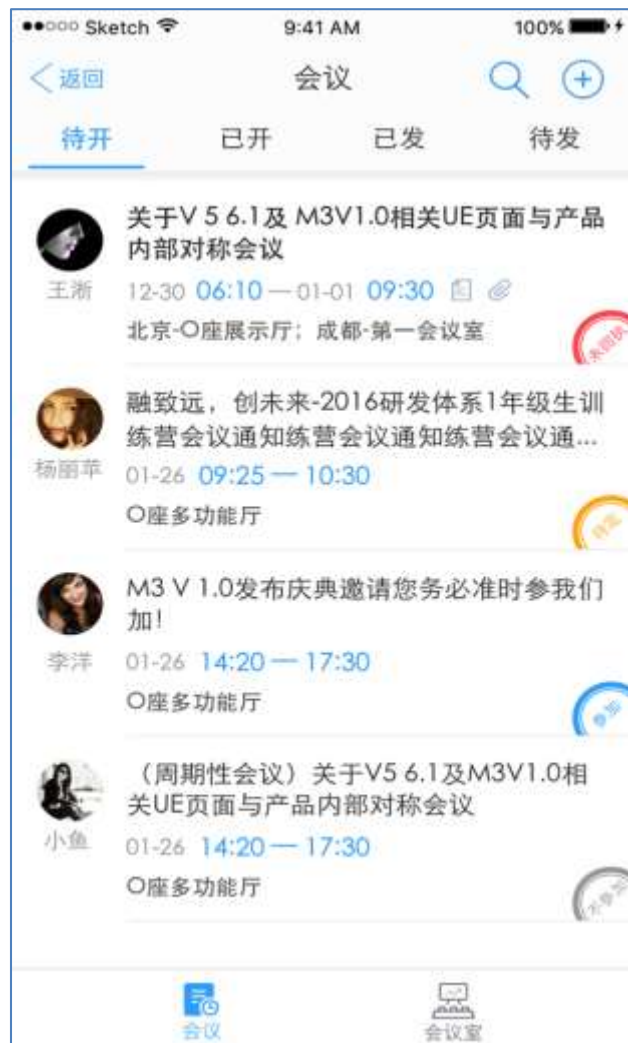 Sketch 9:41 AM 100%
返回 会议
待开 已开 已发 待发
关于V 5 6.1及 M3V1.0相关UE页面与产品
内部对称会议
王淅 12-30 06:10 — 01-01 09:30
北京-O座展示厅; 成都-第一会议室
未回执
融致远, 创未来-2016研发体系1年级生训
练营会议通知练营会议通知练营会议通...
杨丽苹 01-26 09:25 — 10:30
O座多功能厅
待定
M3 V 1.0发布庆典邀请您务必准时参我们
加!
李洋 01-26 14:20 — 17:30
O座多功能厅
参加
(周期性会议) 关于V5 6.1及M3V1.0相
关UE页面与产品内部对称会议
小鱼 01-26 14:20 — 17:30
O座多功能厅
不参加
会议 会议室